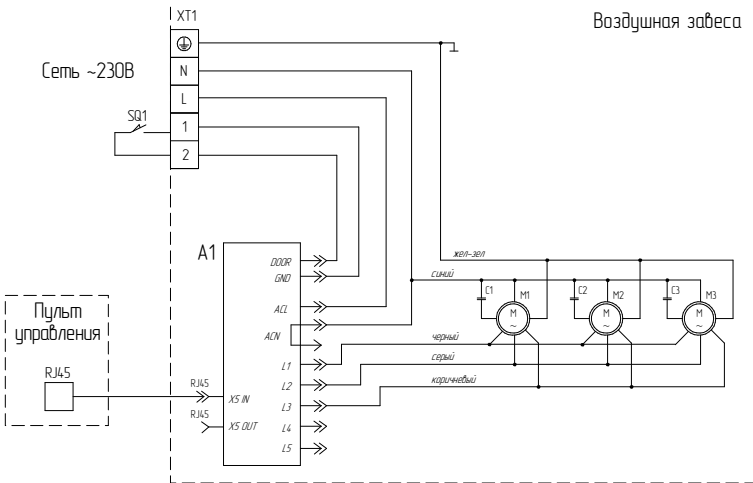 XT1
Воздушная завеса
Сеть ~230В
N
L
SQ1
1
2
A1
DOOR
GND
ACL
ACN
L1
L2
L3
L4
L5
XS IN
XS OUT
RJ45
RJ45
Пульт
управления
RJ45
жел-зел
синий
черный
серый
коричневый
C1
M1
C2
M2
C3
M3
M
~
M
~
M
~